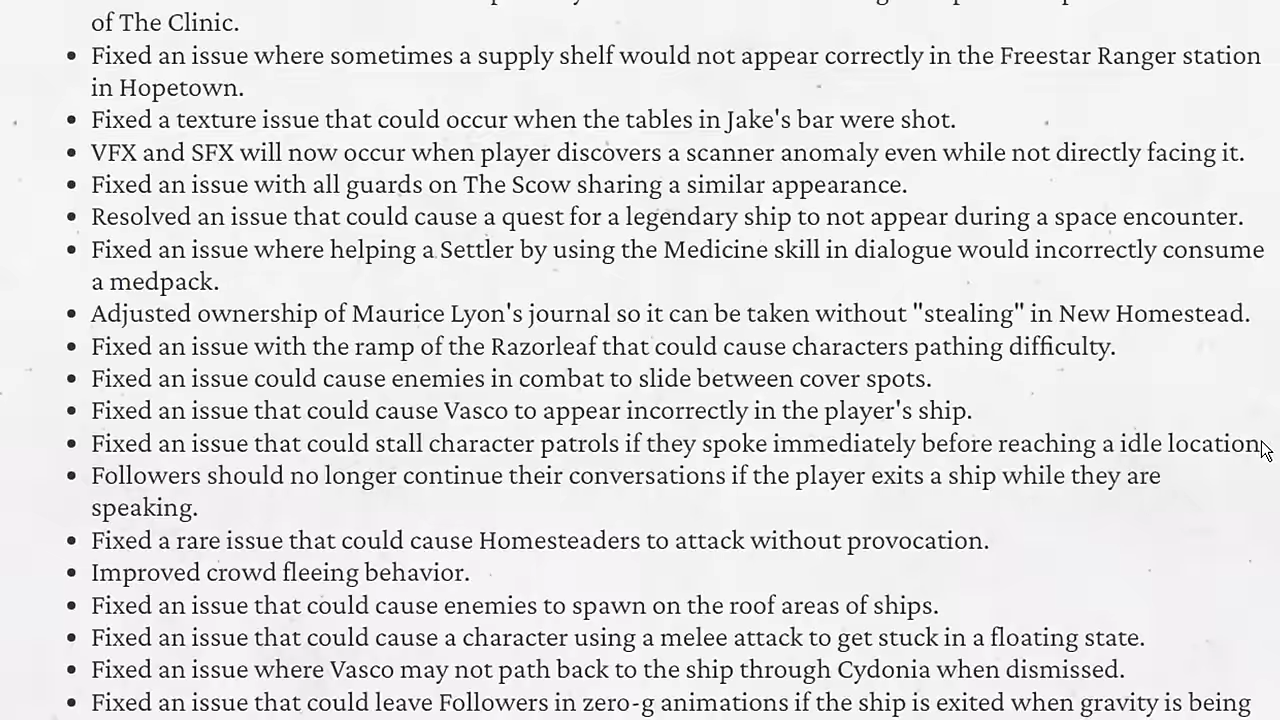 of The Clinic.
• Fixed an issue where sometimes a supply shelf would not appear correctly in the Freestar Ranger station
in Hopetown.
• Fixed a texture issue that could occur when the tables in Jake's bar were shot.
• VFX and SFX will now occur when player discovers a scanner anomaly even while not directly facing it.
• Fixed an issue with all guards on The Scow sharing a similar appearance.
• Resolved an issue that could cause a quest for a legendary ship to not appear during a space encounter.
• Fixed an issue where helping a Settler by using the Medicine skill in dialogue would incorrectly consume
a medpack.
• Adjusted ownership of Maurice Lyon's journal so it can be taken without "stealing" in New Homestead.
• Fixed an issue with the ramp of the Razorleaf that could cause characters pathing difficulty.
• Fixed an issue could cause enemies in combat to slide between cover spots.
• Fixed an issue that could cause Vasco to appear incorrectly in the player's ship.
• Fixed an issue that could stall character patrols if they spoke immediately before reaching a idle location
• Followers should no longer continue their conversations if the player exits a ship while they are
speaking.
• Fixed a rare issue that could cause Homesteaders to attack without provocation.
• Improved crowd fleeing behavior.
• Fixed an issue that could cause enemies to spawn on the roof areas of ships.
• Fixed an issue that could cause a character using a melee attack to get stuck in a floating state.
• Fixed an issue where Vasco may not path back to the ship through Cydonia when dismissed.
• Fixed an issue that could leave Followers in zero-g animations if the ship is exited when gravity is being